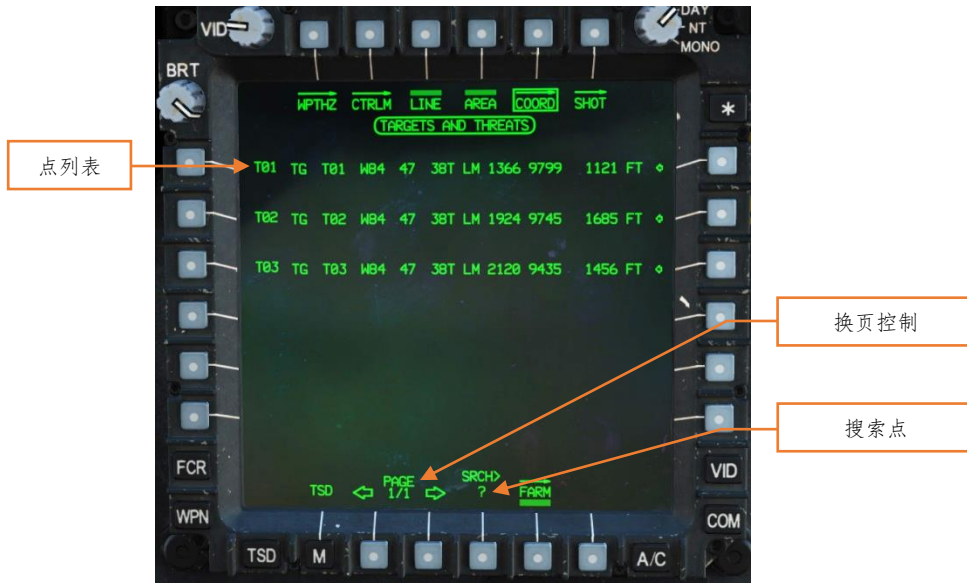 VID
DAY
NT
MONO
BRT
WPTHZ CTRLM LINE AREA COORD SHOT
*
TARGETS AND THREATS
点列表
T01 TG T01 W84 47 38T LM 1366 9799 1121 FT
T02 TG T02 W84 47 38T LM 1924 9745 1685 FT
T03 TG T03 W84 47 38T LM 2120 9435 1456 FT
换页控制
搜索点
FCR
VID
PAGE
SRCH>
TSD 1/1 ? FARM
WPN
COM
TSD M A/C